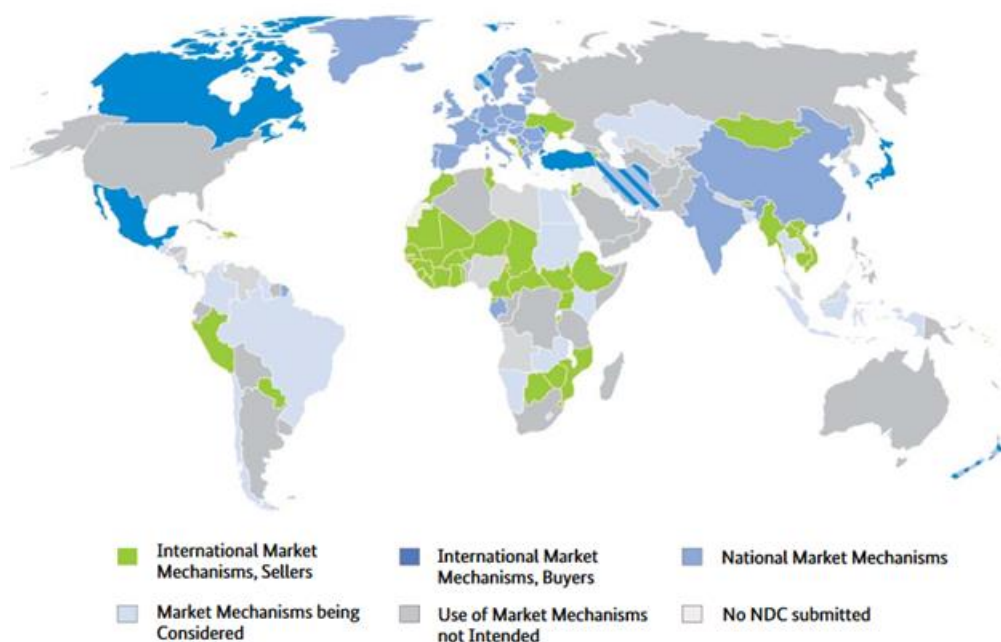 International Market
Mechanisms, Sellers
International Market
Mechanisms, Buyers
National Market Mechanisms
Market Mechanisms being
Considered
Use of Market Mechanisms
not Intended
No NDC submitted